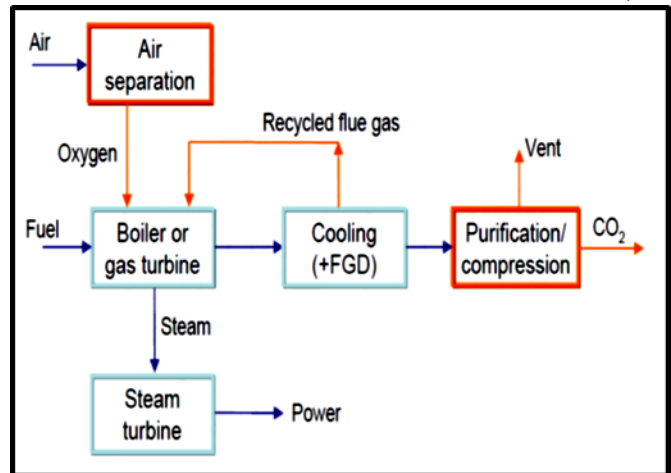 Air
Air
separation
Recycled flue gas
Oxygen
Vent
Fuel
Boiler or
gas turbine
Cooling
(+FGD)
Purification/
compression
CO₂
Steam
Steam
turbine
Power